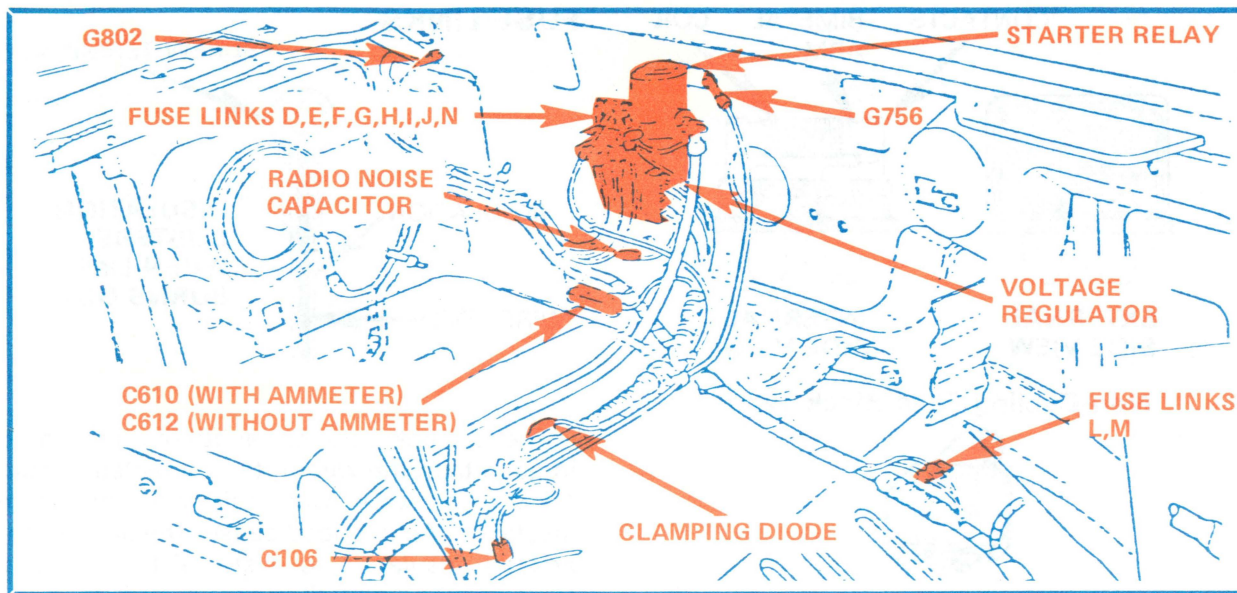 G802
STARTER RELAY
FUSE LINKS D,E,F,G,H,I,J,N
G756
RADIO NOISE
CAPACITOR
VOLTAGE
REGULATOR
C610 (WITH AMMETER)
C612 (WITHOUT AMMETER)
FUSE LINKS
L,M
CLAMPING DIODE
C106